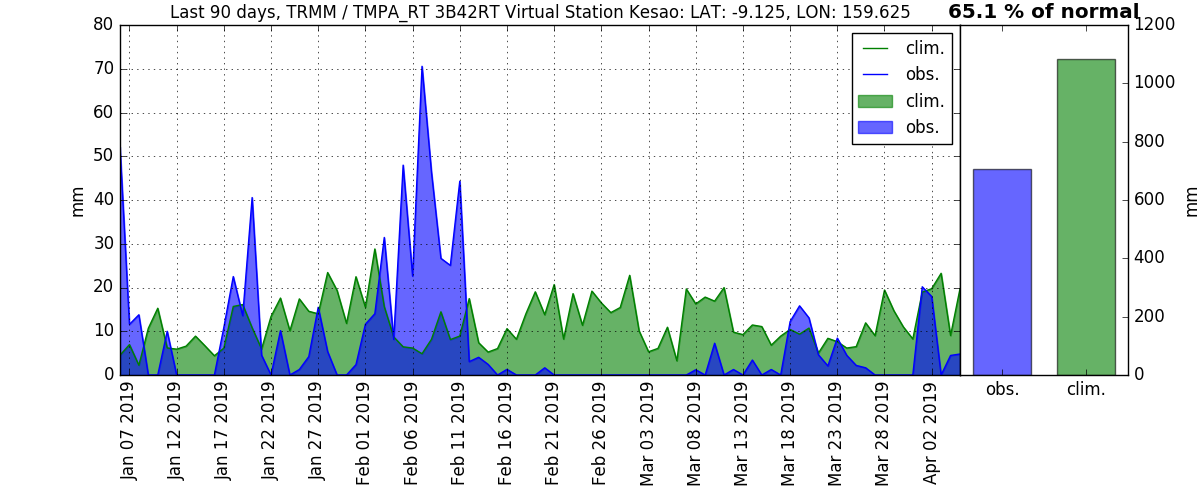 Last 90 days, TRMM / TMPA_RT 3B42RT Virtual Station Kesao: LAT: -9.125, LON: 159.625
65.1 % of normal
clim.
obs.
clim.
obs.
mm
80
70
60
50
40
30
20
10
0
1200
1000
800
600
400
200
0
mm
Jan 07 2019
Jan 12 2019
Jan 17 2019
Jan 22 2019
Jan 27 2019
Feb 01 2019
Feb 06 2019
Feb 11 2019
Feb 16 2019
Feb 21 2019
Feb 26 2019
Mar 03 2019
Mar 08 2019
Mar 13 2019
Mar 18 2019
Mar 23 2019
Mar 28 2019
Apr 02 2019
obs.
clim.